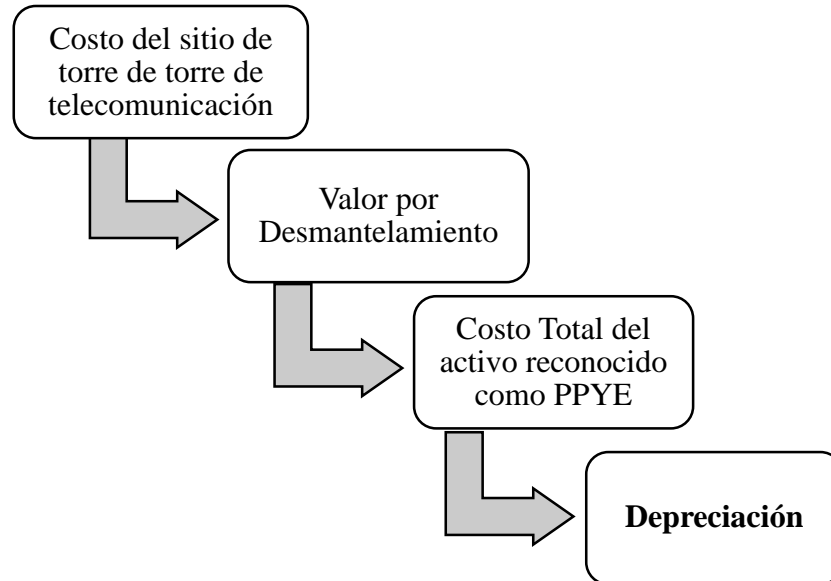 Costo del sitio de
torre de torre de
telecomunicación
Valor por
Desmantelamiento
Costo Total del
activo reconocido
como PPYE
Depreciación